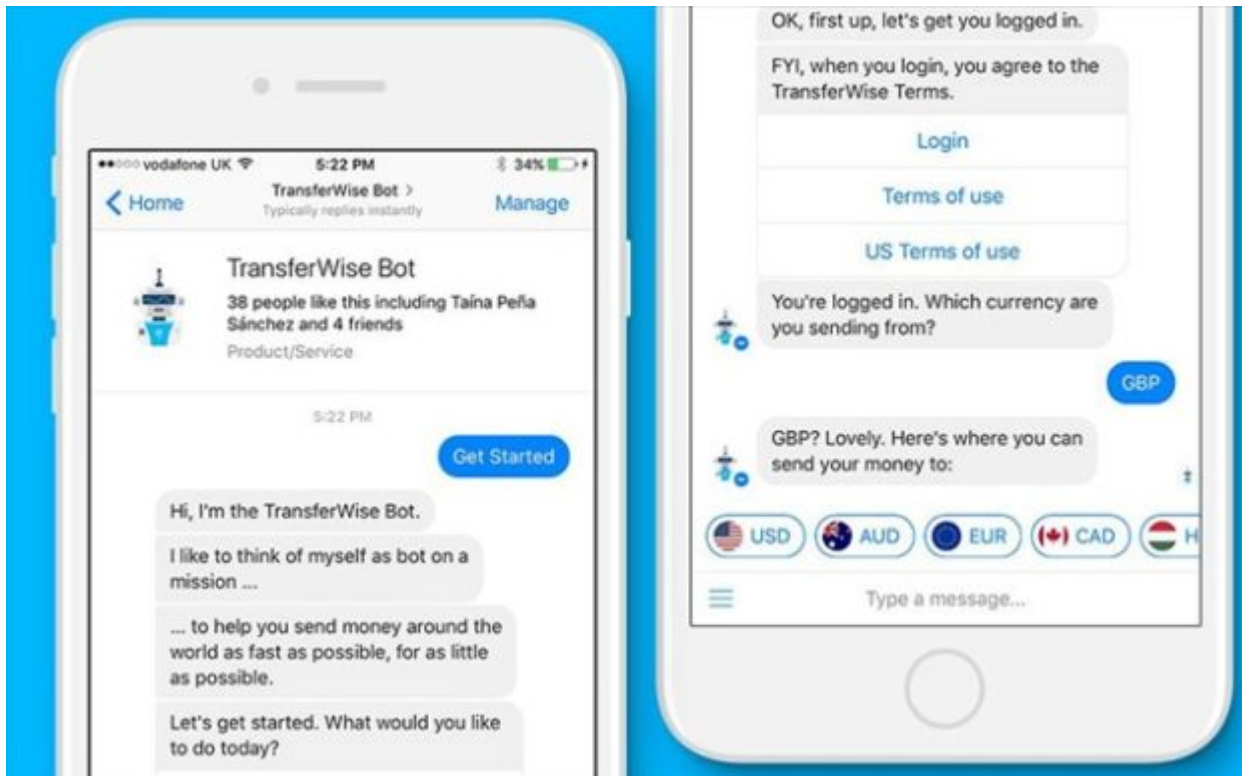 vodafone UK
5:22 PM
34%
Home
TransferWise Bot >
Typically replies instantly
Manage
TransferWise Bot
38 people like this including Taína Peña
Sánchez and 4 friends
Product/Service
5:22 PM
Get Started
Hi, I'm the TransferWise Bot.
I like to think of myself as bot on a
mission ...
... to help you send money around the
world as fast as possible, for as little
as possible.
Let's get started. What would you like
to do today?
OK, first up, let's get you logged in.
FYI, when you login, you agree to the
TransferWise Terms.
Login
Terms of use
US Terms of use
You're logged in. Which currency are
you sending from?
GBP
GBP? Lovely. Here's where you can
send your money to:
USD
AUD
EUR
CAD
H
Type a message...